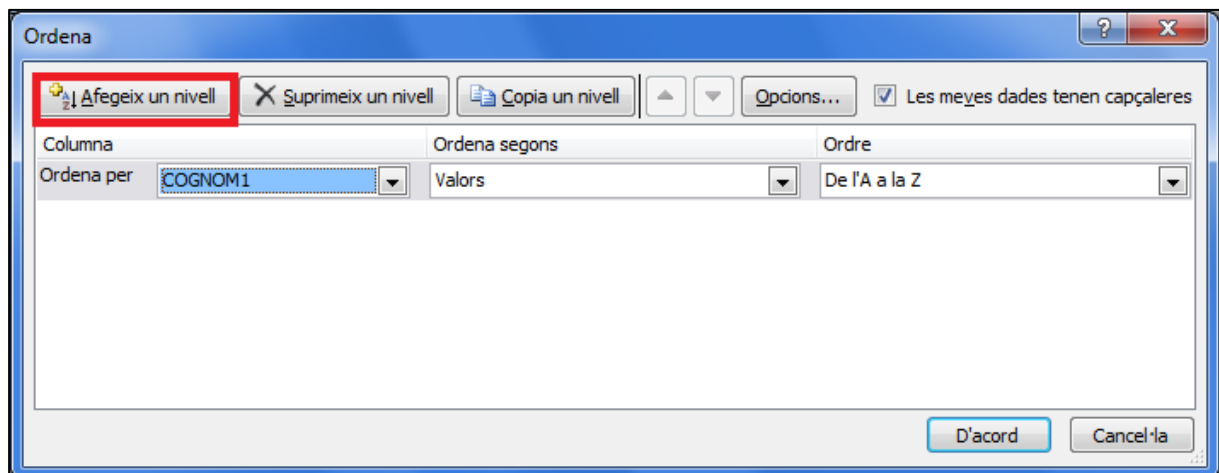 Ordena
Afegeix un nivell Suprimeix un nivell Copia un nivell Opcions... Les meves dades tenen capçaleres
Columna Ordena segons Ordre
Ordena per COGNOM1 Valors De l'A a la Z
D'acord Cancel·la